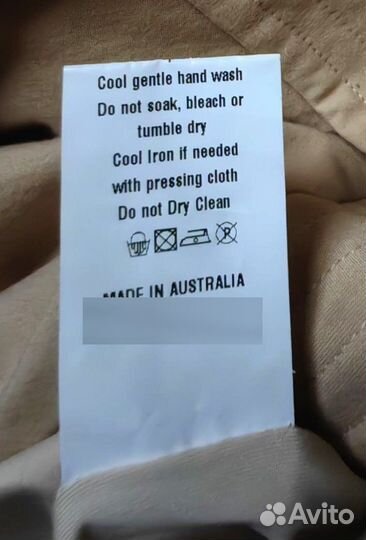 Cool gentle hand wash
Do not soak, bleach or
tumble dry
Cool Iron if needed
with pressing cloth
Do not Dry Clean
MADE IN AUSTRALIA
Avito